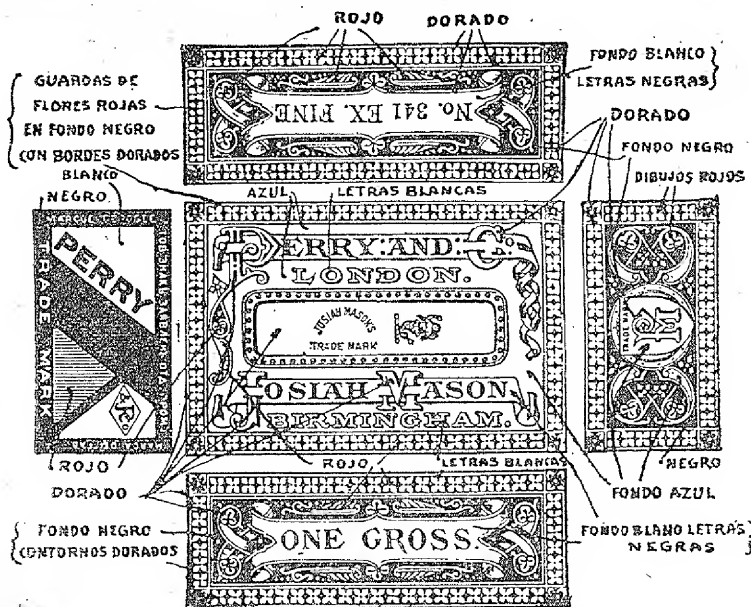 ROJO DORADO
FONDO BLANCO
LETRAS NEGRAS
GUARDAS DE
FLORES ROJAS
EN FONDO NEGRO
CON BORDES DORADOS
BLANCO
NEGRO
No. 341 EX. FINE
DORADO
FONDO NEGRO
DIBUJOS ROJOS
AZUL LETRAS BLANCAS
PERRY
TRADE MARK
PERRY AND Co.
LONDON.
JOSIAH MASON'S
TRADE MARK
JOSIAH MASON
BIRMINGHAM.
TRADE MARK
ROJO
DORADO
ROJO LETRAS BLANCAS
NEGRO
FONDO AZUL
FONDO NEGRO
CONTORNOS DORADOS
ONE GROSS.
FONDO BLANO LETRAS
NEGRAS